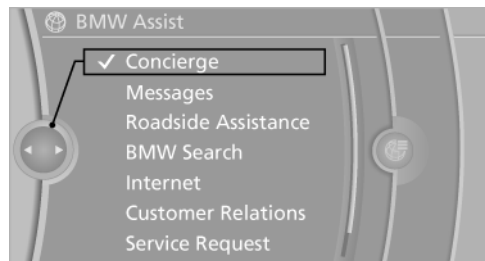 BMW Assist
Concierge
Messages
Roadside Assistance
BMW Search
Internet
Customer Relations
Service Request